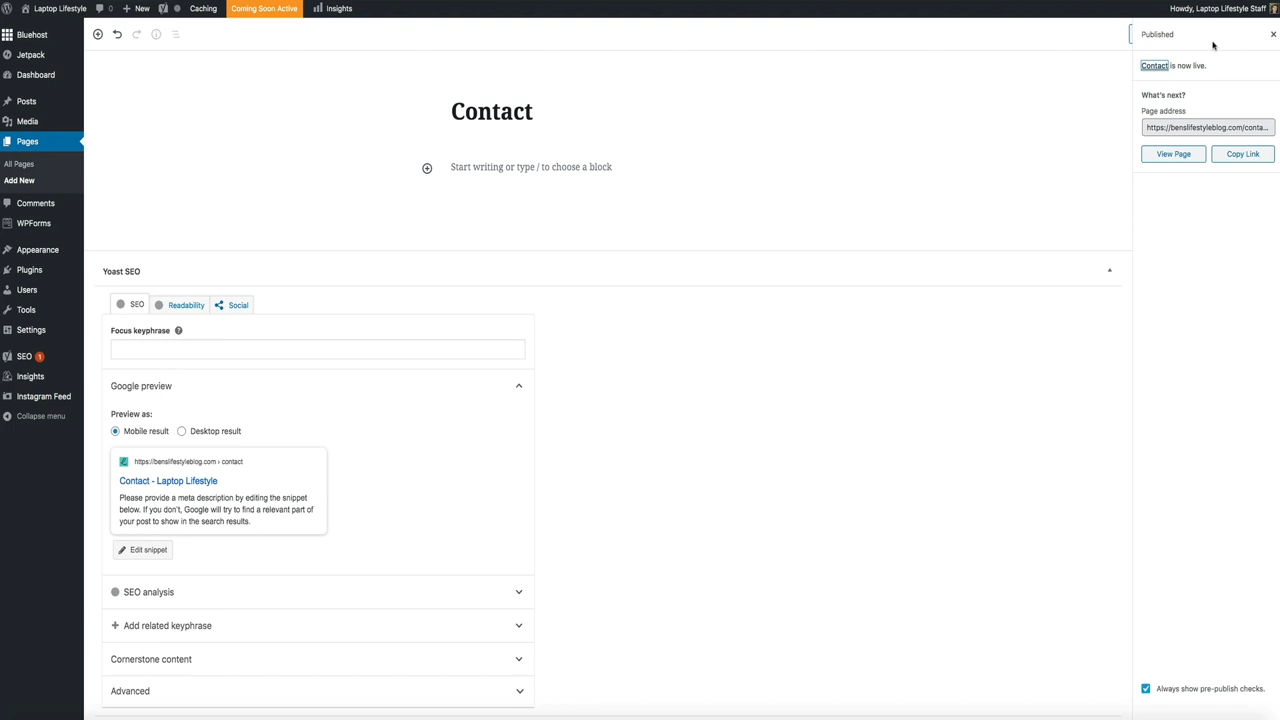 Laptop Lifestyle
0
New
Caching
Coming Soon Active
Insights
Howdy, Laptop Lifestyle Staff
Bluehost
Jetpack
Dashboard
Posts
Media
Pages
All Pages
Add New
Comments
WPForms
Appearance
Plugins
Users
Tools
Settings
SEO 1
Insights
Instagram Feed
Collapse menu
Contact
Start writing or type / to choose a block
Yoast SEO
SEO
Readability
Social
Focus keyphrase
Google preview
Preview as:
Mobile result
Desktop result
https://benslifestyleblog.com › contact
Contact - Laptop Lifestyle
Please provide a meta description by editing the snippet
below. If you don't, Google will try to find a relevant part of
your post to show in the search results.
Edit snippet
SEO analysis
Add related keyphrase
Cornerstone content
Advanced
Published
Contact is now live.
What's next?
Page address
https://benslifestyleblog.com/conta...
View Page
Copy Link
Always show pre-publish checks.